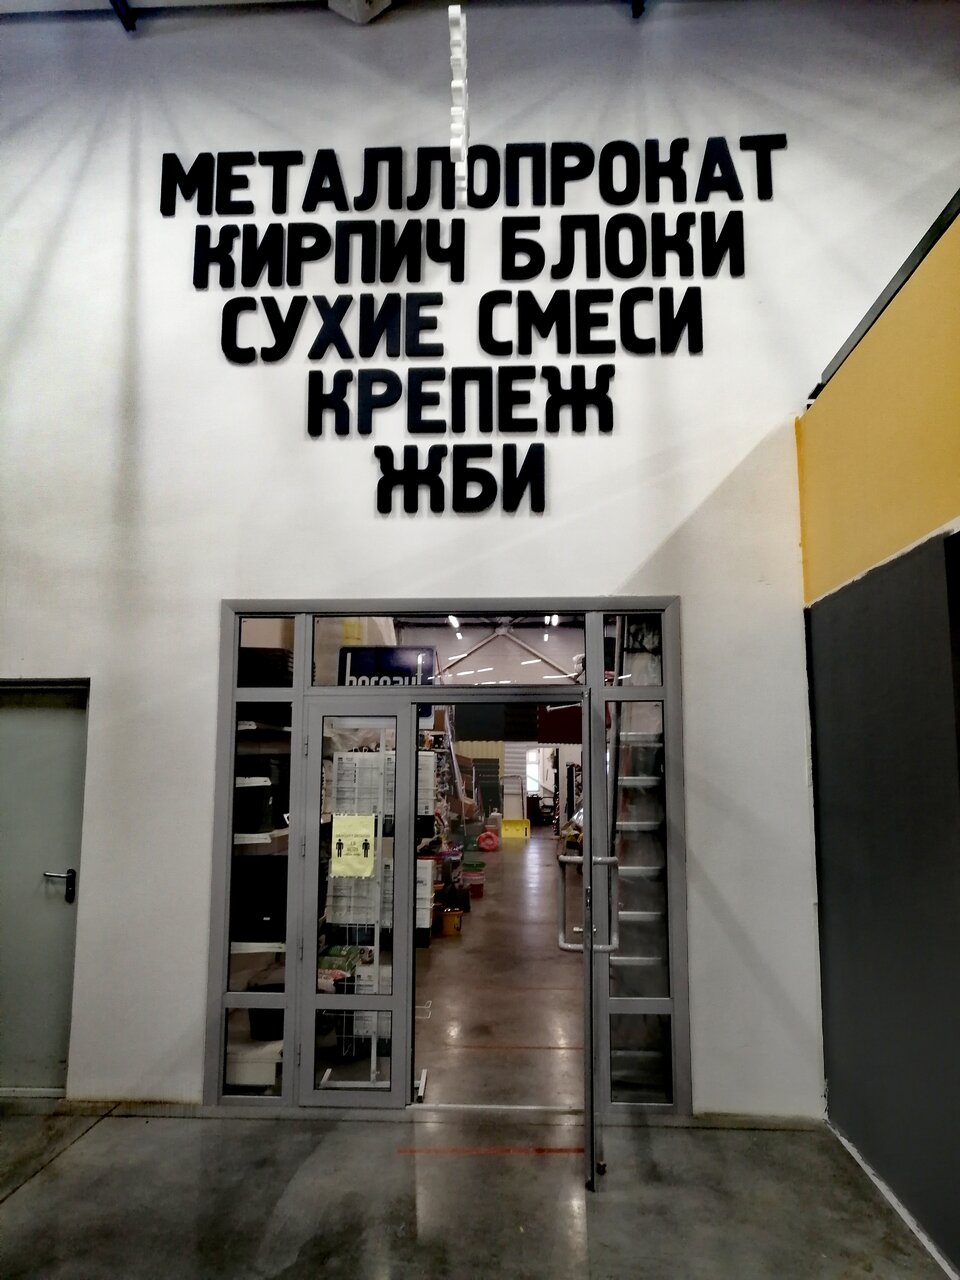 МЕТАЛЛОПРОКАТ
КИРПИЧ БЛОКИ
СУХИЕ СМЕСИ
КРЕПЕЖ
ЖБИ